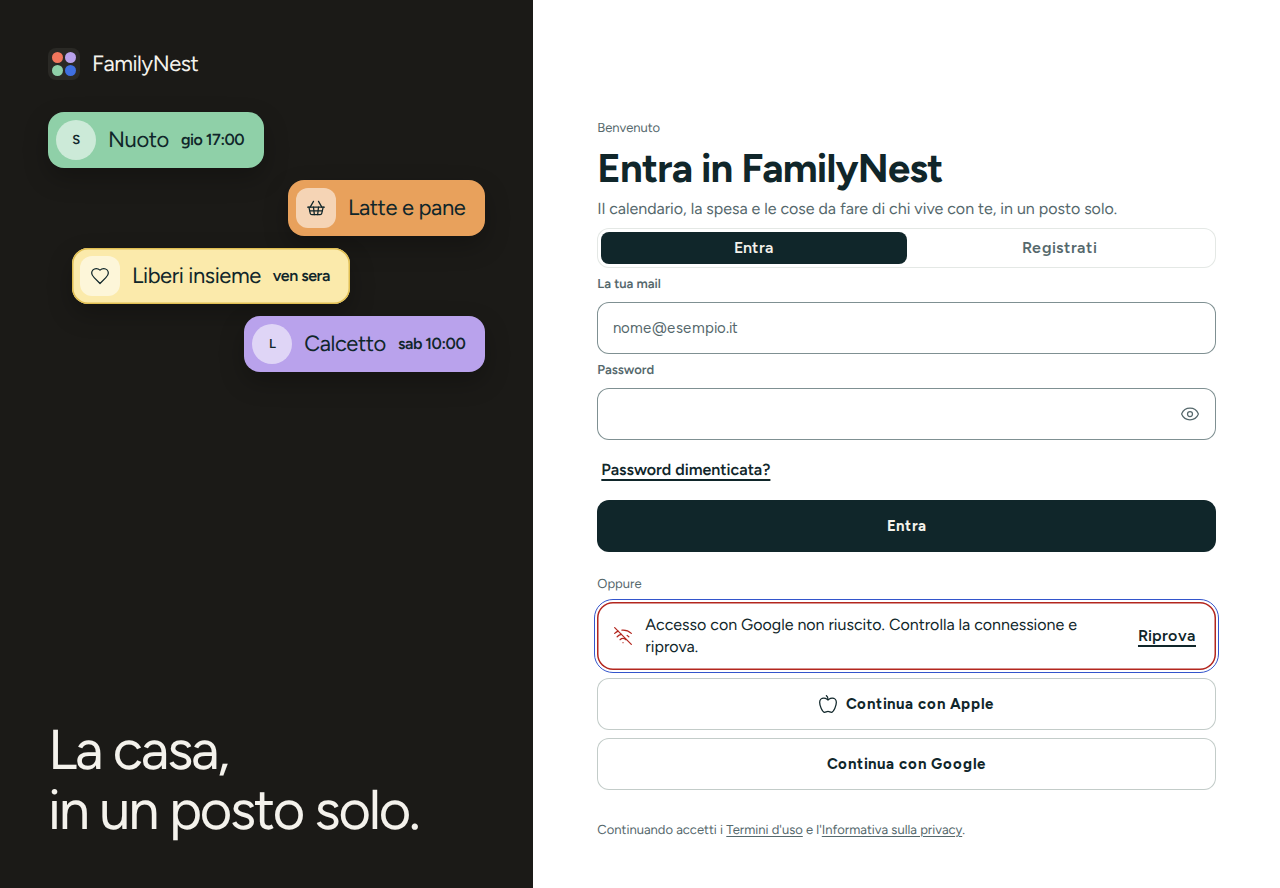 FamilyNest
S Nuoto gio 17:00
Latte e pane
Liberi insieme ven sera
L Calcetto sab 10:00
La casa,
in un posto solo.
Benvenuto
Entra in FamilyNest
Il calendario, la spesa e le cose da fare di chi vive con te, in un posto solo.
Entra Registrati
La tua mail
nome@esempio.it
Password
Password dimenticata?
Entra
Oppure
Accesso con Google non riuscito. Controlla la connessione e
riprova.
Riprova
Continua con Apple
Continua con Google
Continuando accetti i Termini d'uso e l'Informativa sulla privacy.